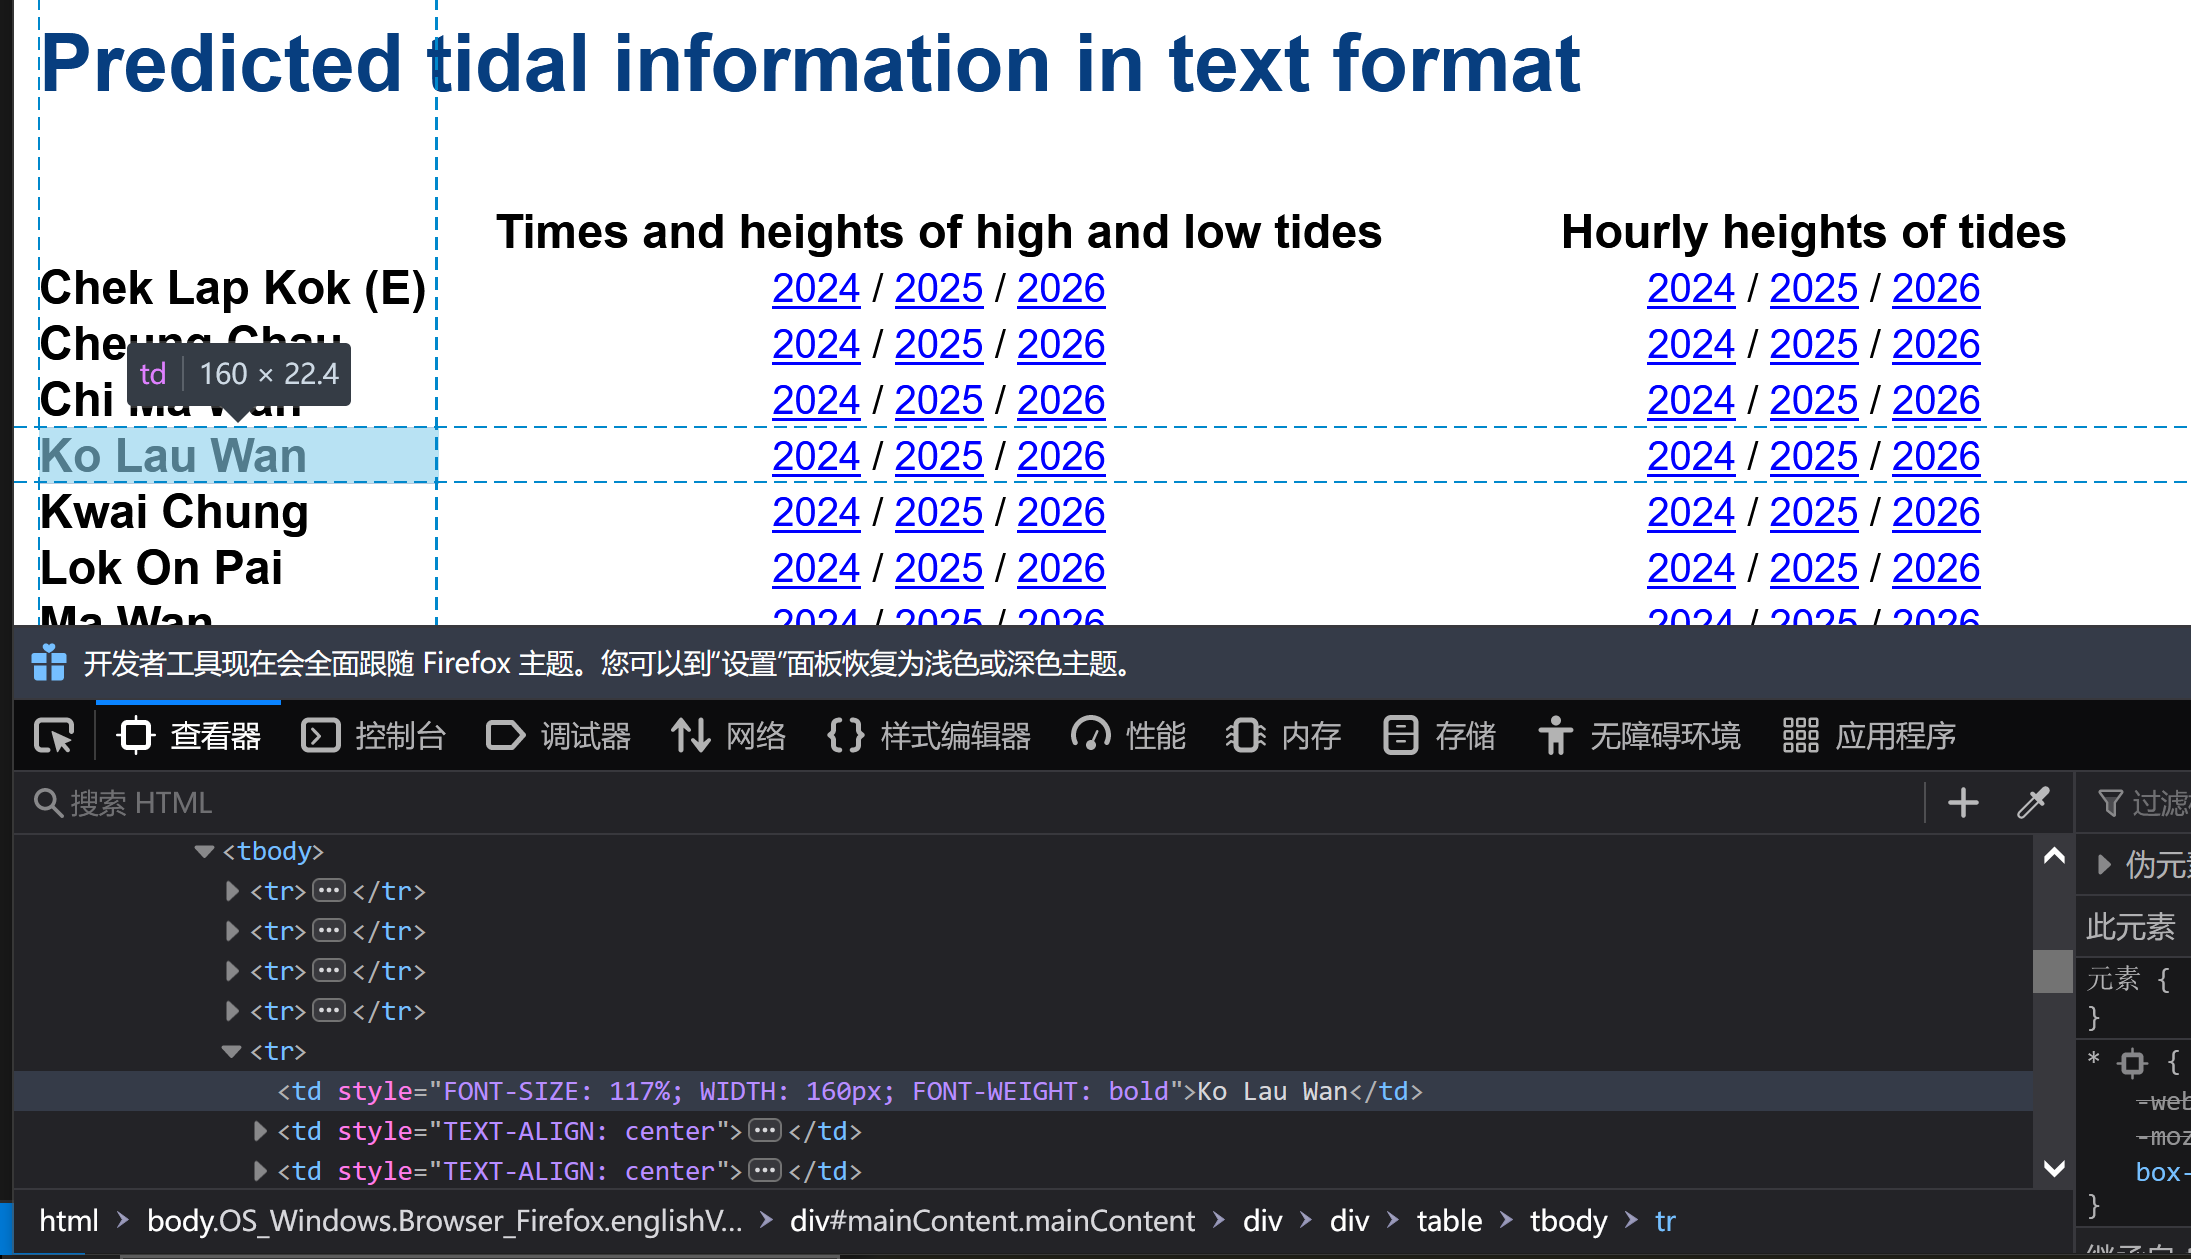 Predicted tidal information in text format
Times and heights of high and low tides Hourly heights of tides
Chek Lap Kok (E) 2024 / 2025 / 2026 2024 / 2025 / 2026
Cheung Chau 2024 / 2025 / 2026 2024 / 2025 / 2026
td 160 × 22.4
Chi Ma Wan 2024 / 2025 / 2026 2024 / 2025 / 2026
Ko Lau Wan 2024 / 2025 / 2026 2024 / 2025 / 2026
Kwai Chung 2024 / 2025 / 2026 2024 / 2025 / 2026
Lok On Pai 2024 / 2025 / 2026 2024 / 2025 / 2026
Ma Wan 2024 / 2025 / 2026 2024 / 2025 / 2026
开发者工具现在会全面跟随 Firefox 主题。您可以到“设置”面板恢复为浅色或深色主题。
查看器 控制台 调试器 网络 {} 样式编辑器 性能 内存 存储 无障碍环境 应用程序
搜索 HTML + 过滤
<tbody>
<tr>…</tr>
<tr>…</tr>
<tr>…</tr>
<tr>…</tr>
<tr>
<td style="FONT-SIZE: 117%; WIDTH: 160px; FONT-WEIGHT: bold">Ko Lau Wan</td>
<td style="TEXT-ALIGN: center">…</td>
<td style="TEXT-ALIGN: center">…</td>
html > body.OS_Windows.Browser_Firefox.englishV... > div#mainContent.mainContent > div > div > table > tbody > tr
伪元
此元素
元素 {
}
* {
-web
-moz
box-
}